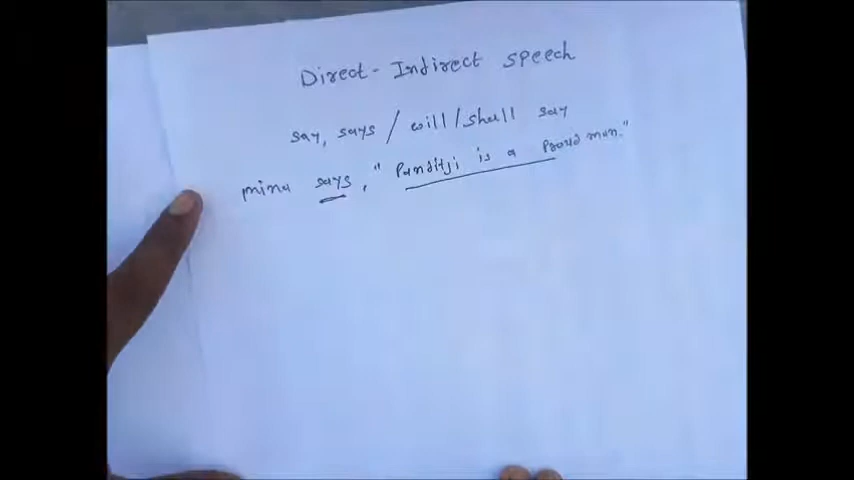 Direct - Indirect Speech
say, says / will / shall say
mina says, "Panditji is a Proud man."